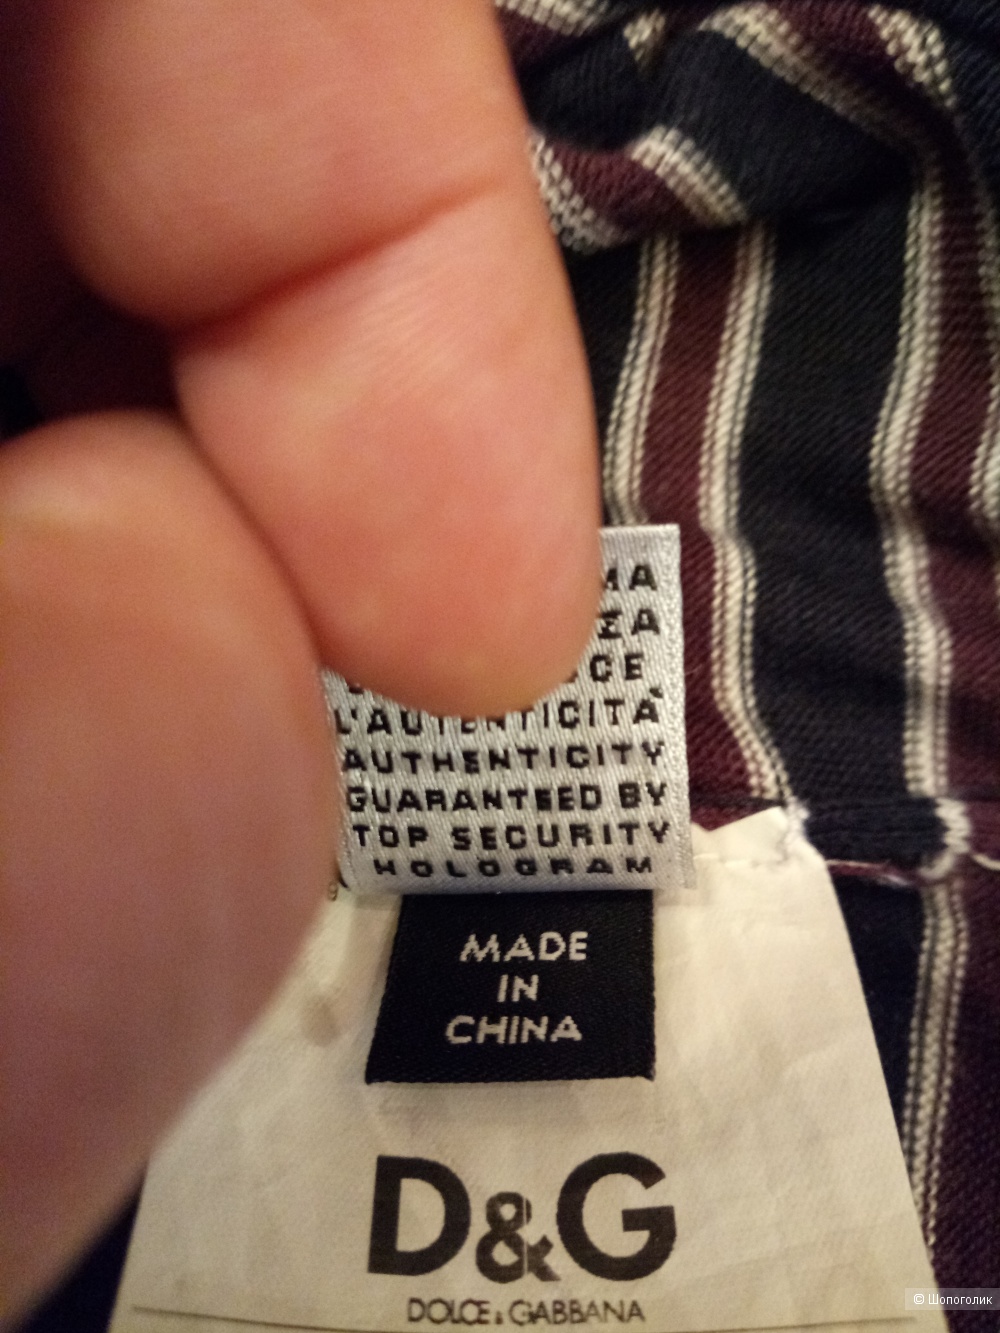 L'AUTENTICITÀ
AUTHENTICITY
GUARANTEED BY
TOP SECURITY
HOLOGRAM
MADE
IN
CHINA
D&G
DOLCE & GABBANA
© Шопоголик